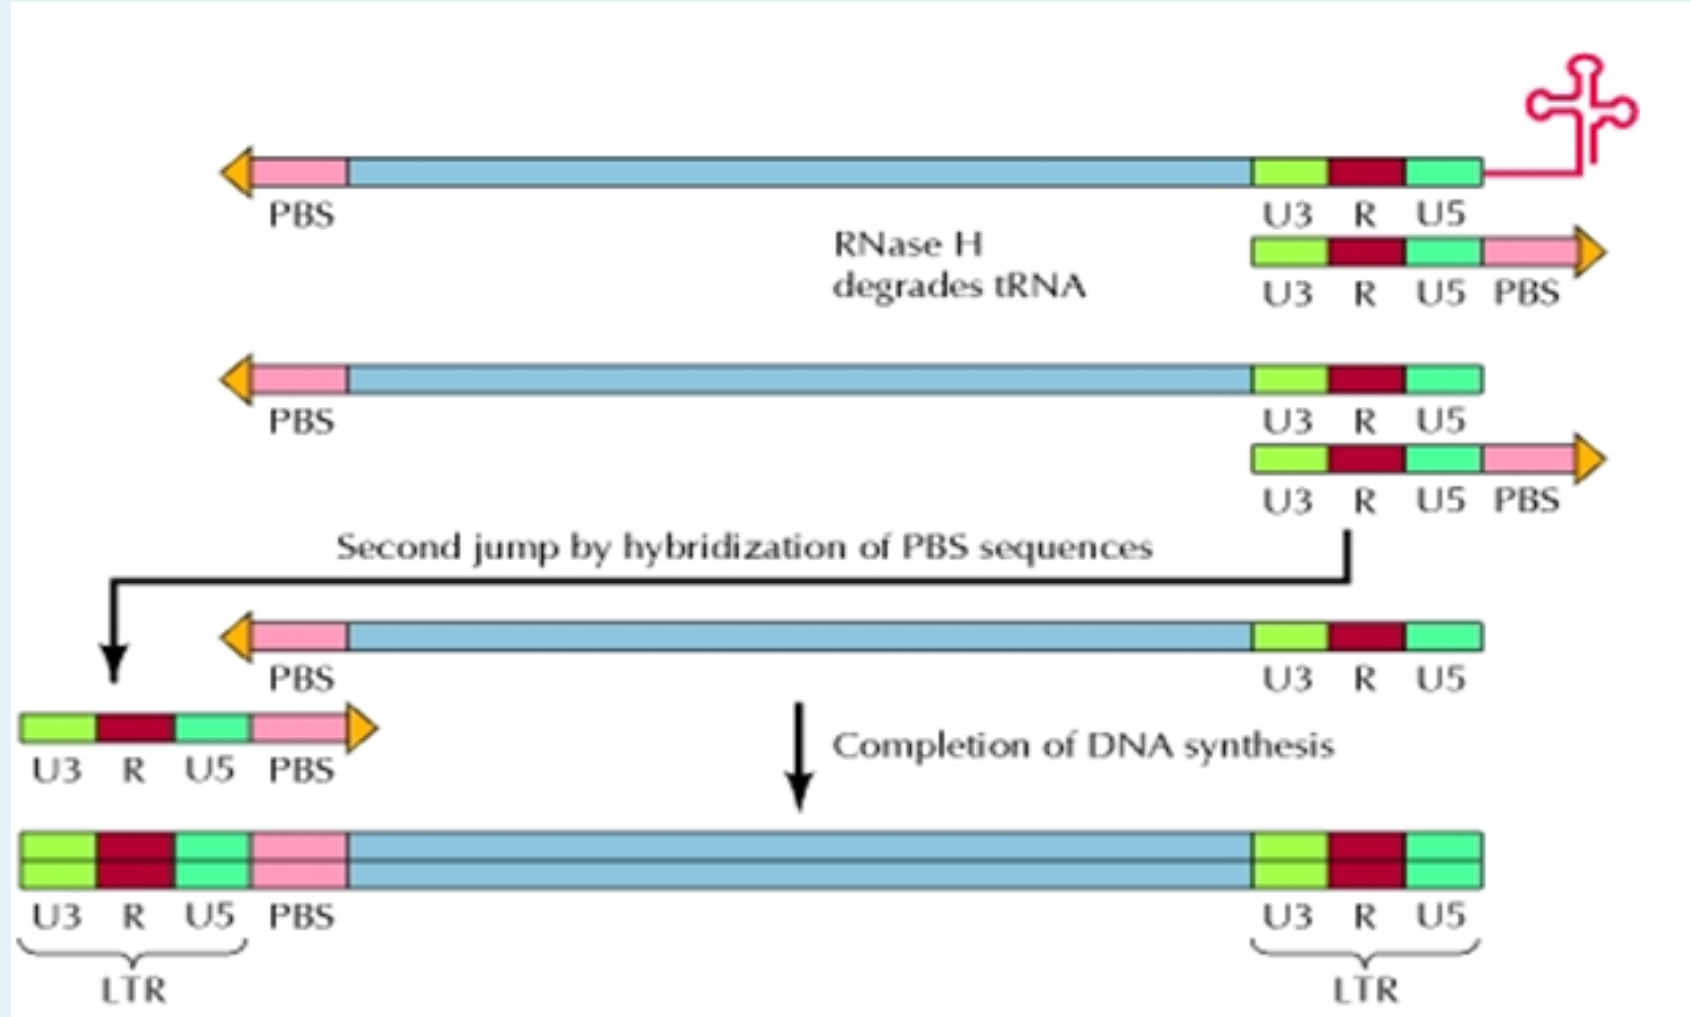 PBS
U3 R U5
RNase H
degrades tRNA
U3 R U5 PBS
PBS
U3 R U5
U3 R U5 PBS
Second jump by hybridization of PBS sequences
PBS
U3 R U5
Completion of DNA synthesis
U3 R U5 PBS
U3 R U5 PBS
U3 R U5
LTR
LTR